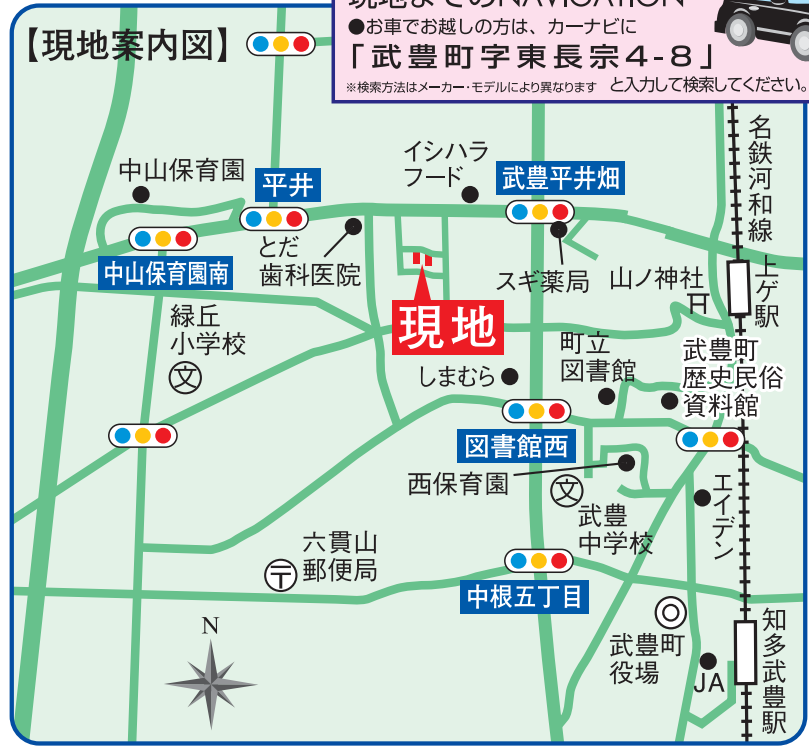 現地までのNAVIGATION
●お車でお越しの方は、カーナビに
「武豊町字東長宗4-8」
※検索方法はメーカー・モデルにより異なります と入力して検索してください。
【現地案内図】
中山保育園
平井
イシハラ
フード
武豊平井畑
名鉄河和線
中山保育園南
とだ
歯科医院
スギ薬局
山ノ神社
上ゲ駅
現地
緑丘
小学校
文
しまむら
町立
図書館
武豊町
歴史民俗
資料館
図書館西
西保育園
文
武豊
中学校
エイデン
六貫山
郵便局
〒
中根五丁目
武豊町
役場
JA
知多武豊駅
N